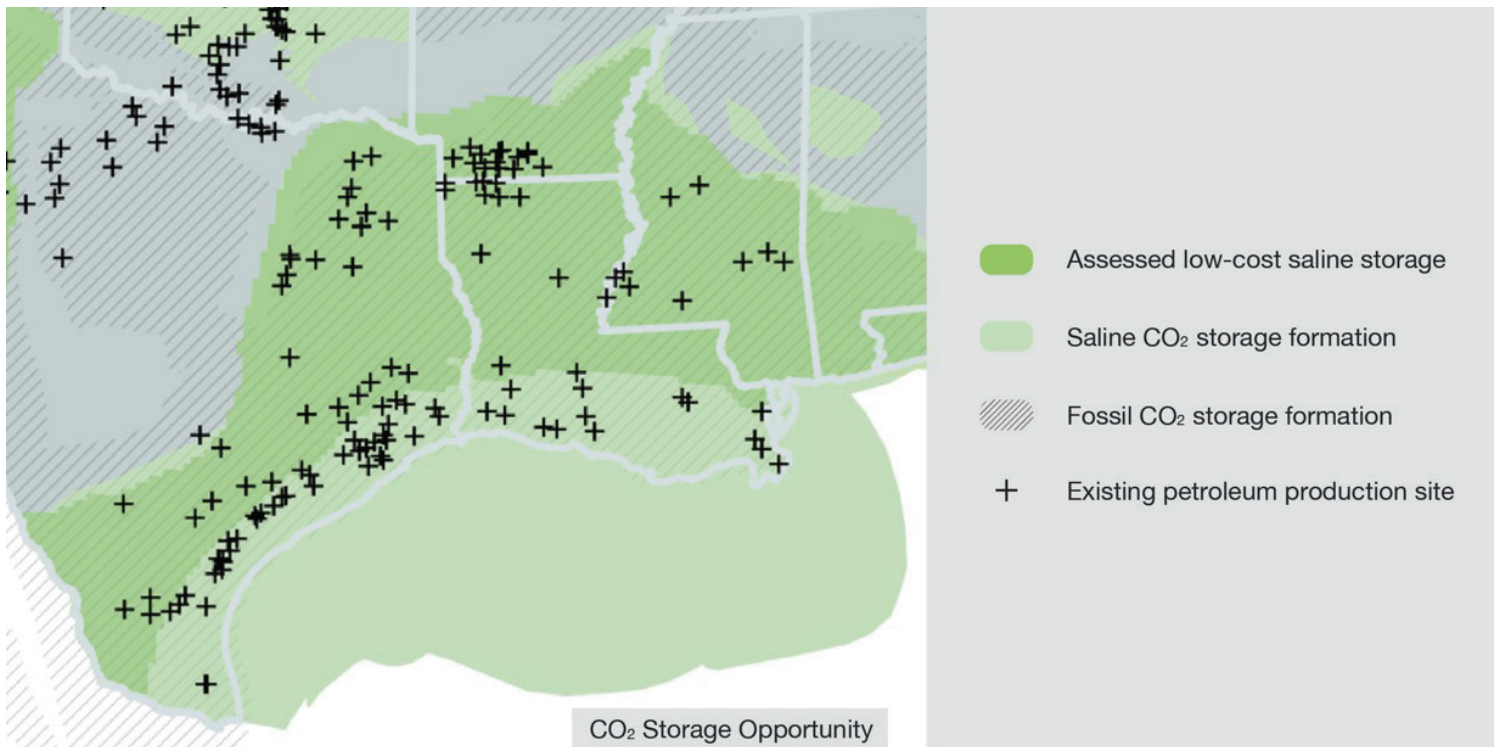 Assessed low-cost saline storage
Saline CO₂ storage formation
Fossil CO₂ storage formation
Existing petroleum production site
CO₂ Storage Opportunity